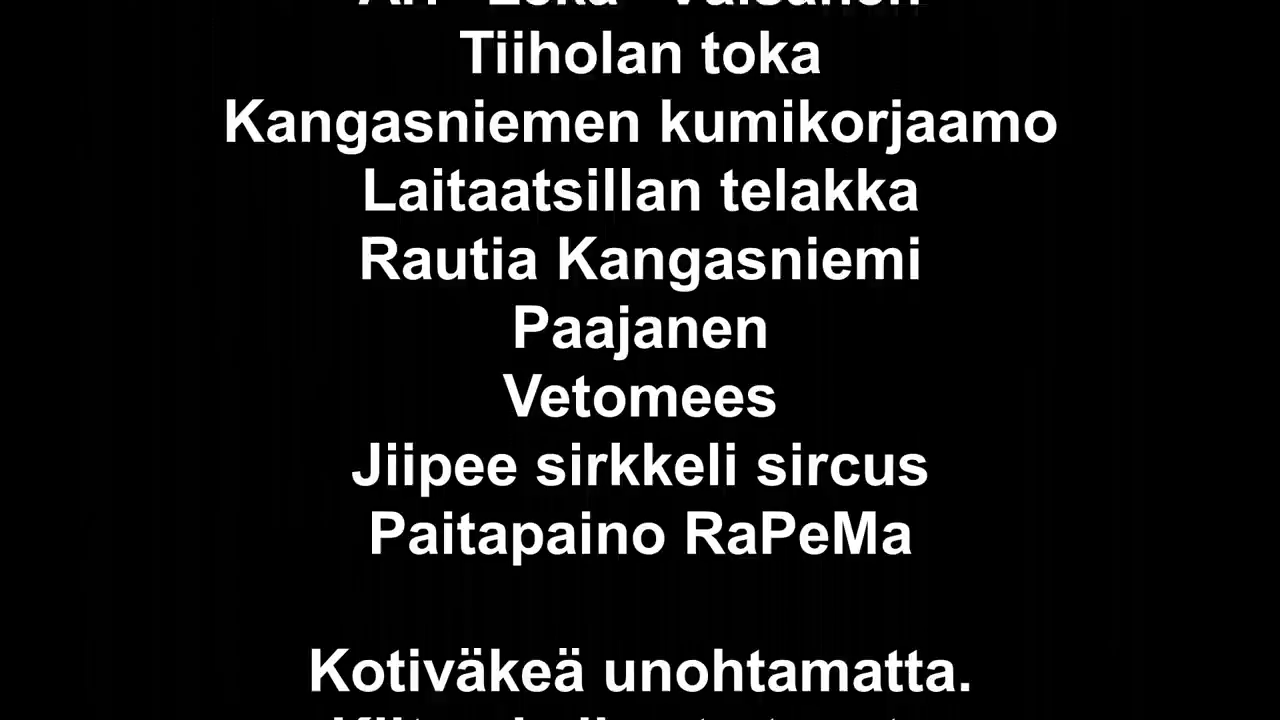 Tiiholan toka
Kangasniemen kumikorjaamo
Laitaatsillan telakka
Rautia Kangasniemi
Paajanen
Vetomees
Jiipee sirkkeli sircus
Paitapaino RaPeMa
Kotiväkeä unohtamatta.